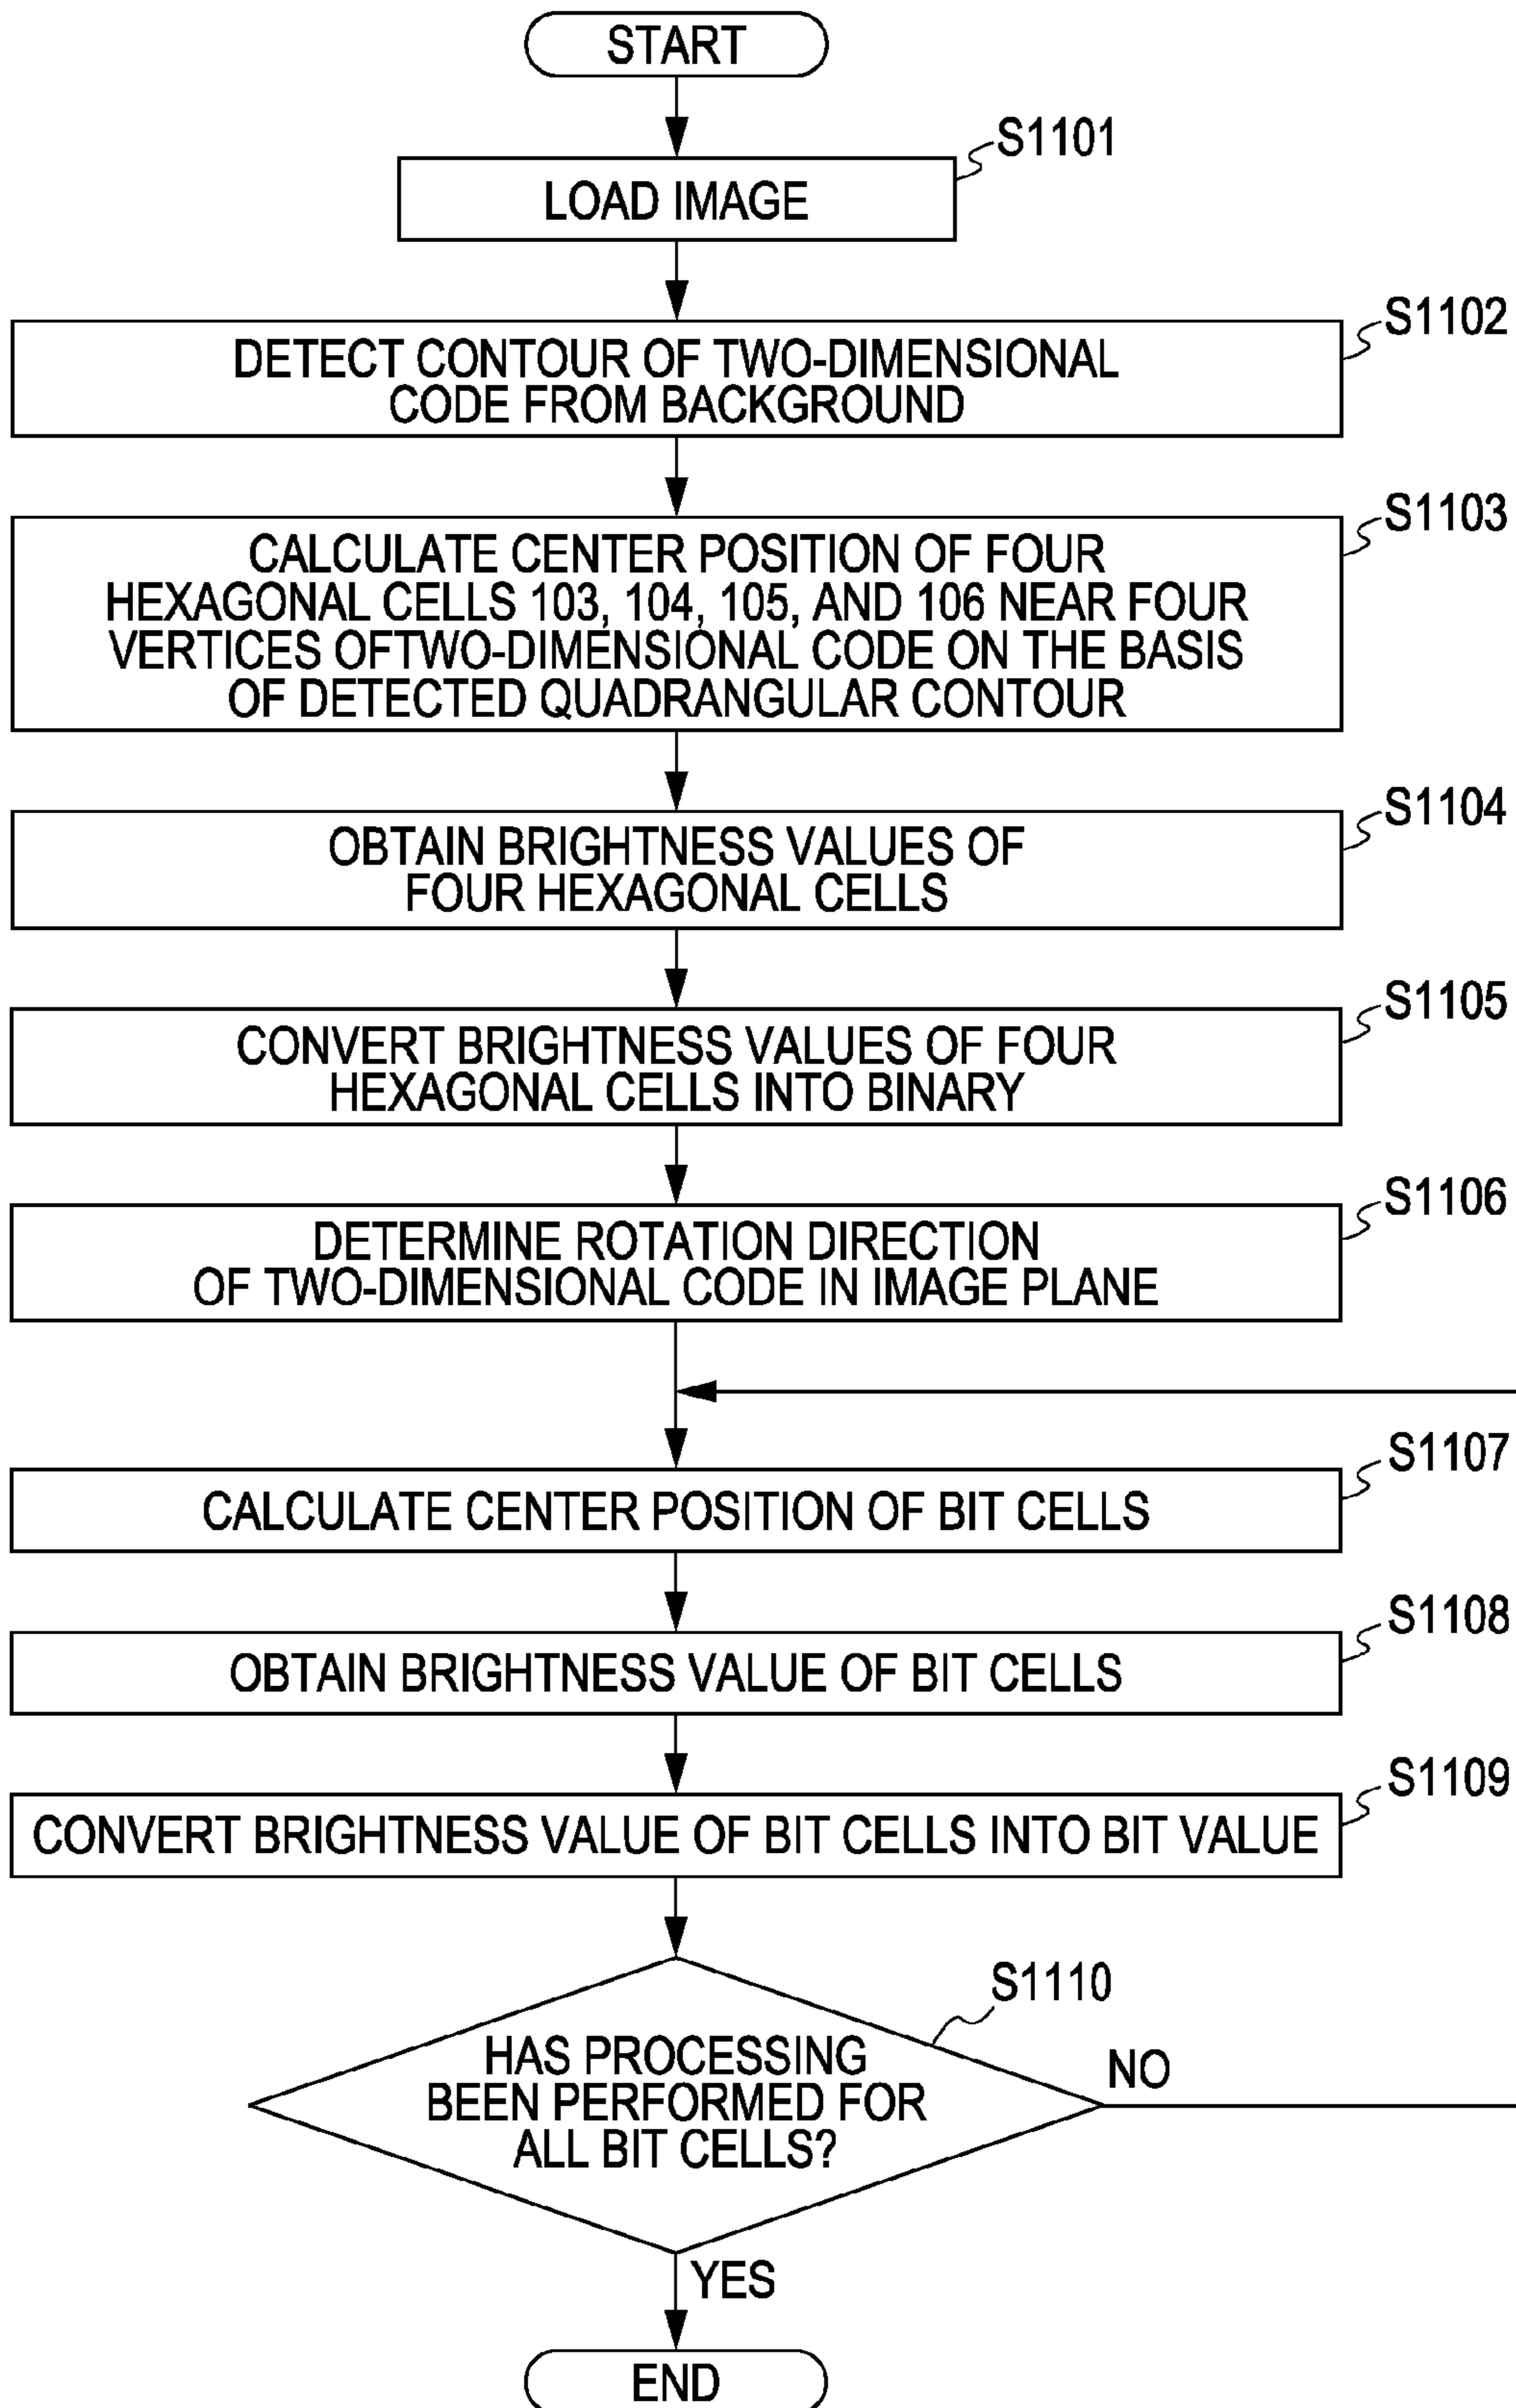 START
S1101
LOAD IMAGE
S1102
DETECT CONTOUR OF TWO-DIMENSIONAL
CODE FROM BACKGROUND
S1103
CALCULATE CENTER POSITION OF FOUR
HEXAGONAL CELLS 103, 104, 105, AND 106 NEAR FOUR
VERTICES OFTWO-DIMENSIONAL CODE ON THE BASIS
OF DETECTED QUADRANGULAR CONTOUR
S1104
OBTAIN BRIGHTNESS VALUES OF
FOUR HEXAGONAL CELLS
S1105
CONVERT BRIGHTNESS VALUES OF FOUR
HEXAGONAL CELLS INTO BINARY
S1106
DETERMINE ROTATION DIRECTION
OF TWO-DIMENSIONAL CODE IN IMAGE PLANE
S1107
CALCULATE CENTER POSITION OF BIT CELLS
S1108
OBTAIN BRIGHTNESS VALUE OF BIT CELLS
S1109
CONVERT BRIGHTNESS VALUE OF BIT CELLS INTO BIT VALUE
S1110
HAS PROCESSING
BEEN PERFORMED FOR
ALL BIT CELLS?
NO
YES
END